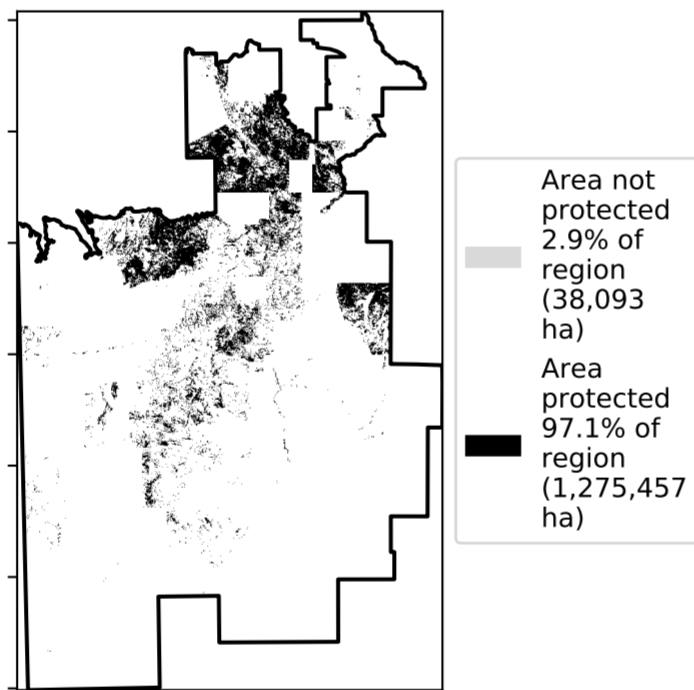 Area not
protected
2.9% of
region
(38,093
ha)
Area
protected
97.1% of
region
(1,275,457
ha)